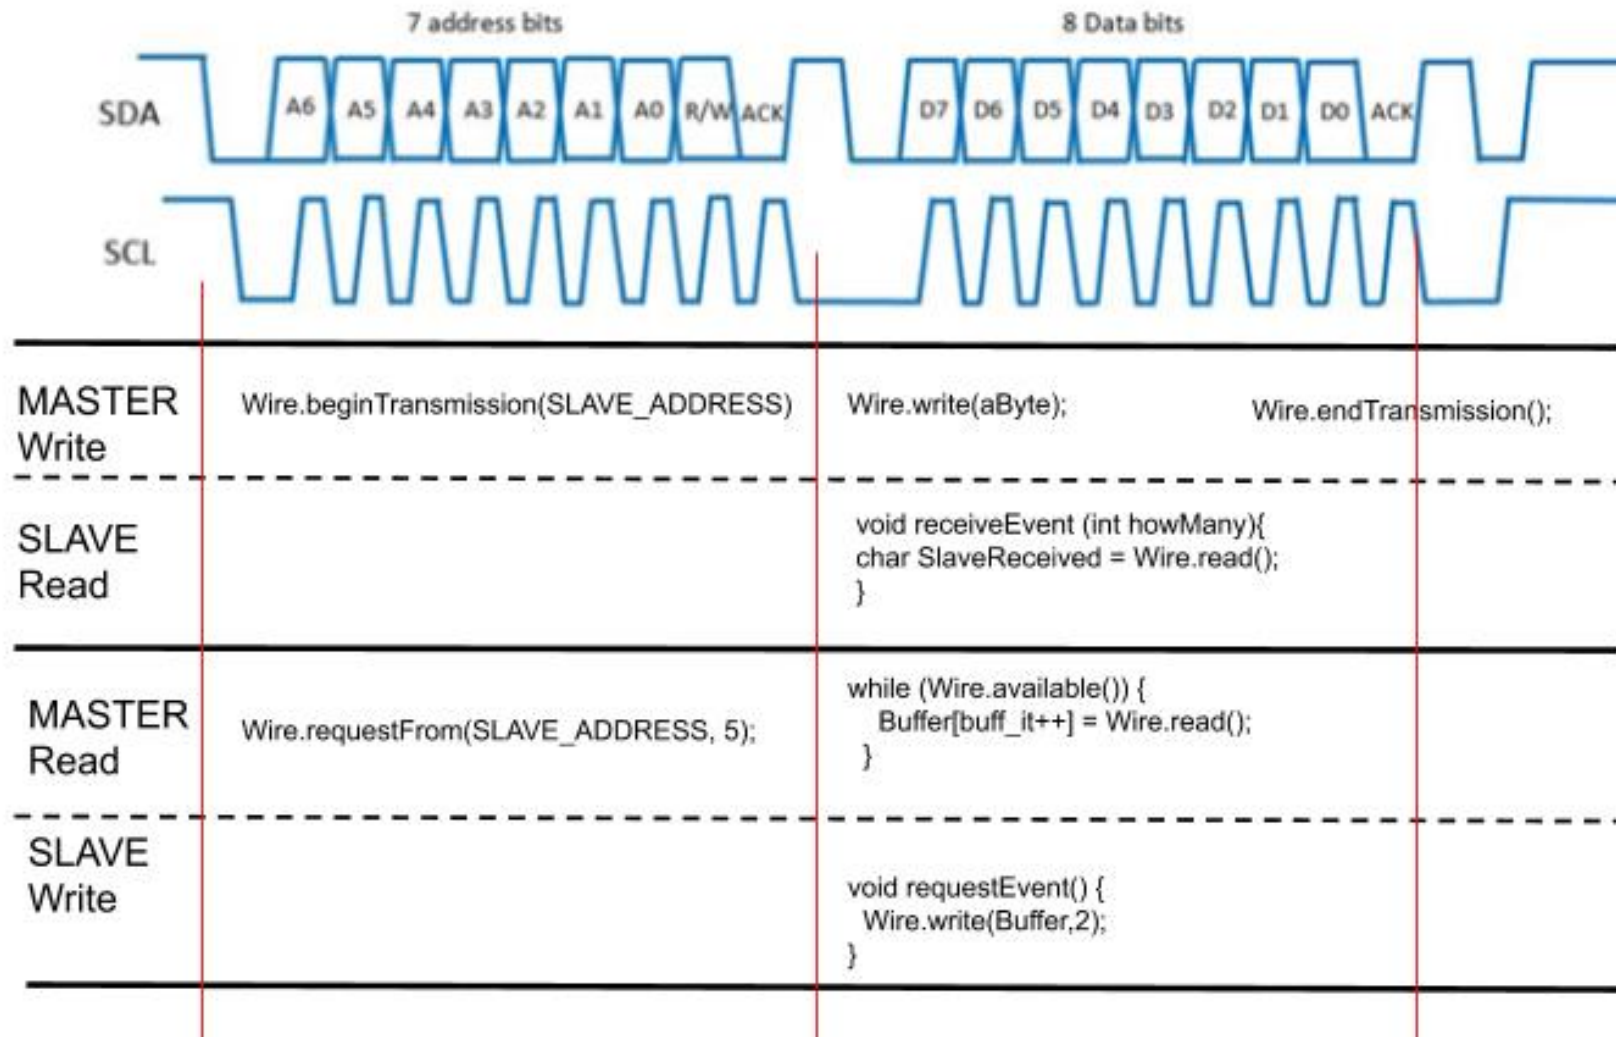 7 address bits
8 Data bits
SDA
A6 A5 A4 A3 A2 A1 A0 R/W ACK
D7 D6 D5 D4 D3 D2 D1 D0 ACK
SCL
MASTER
Write
Wire.beginTransmission(SLAVE_ADDRESS)
Wire.write(aByte);
Wire.endTransmission();
SLAVE
Read
void receiveEvent (int howMany){
char SlaveReceived = Wire.read();
}
MASTER
Read
Wire.requestFrom(SLAVE_ADDRESS, 5);
while (Wire.available()) {
Buffer[buff_it++] = Wire.read();
}
SLAVE
Write
void requestEvent() {
Wire.write(Buffer,2);
}